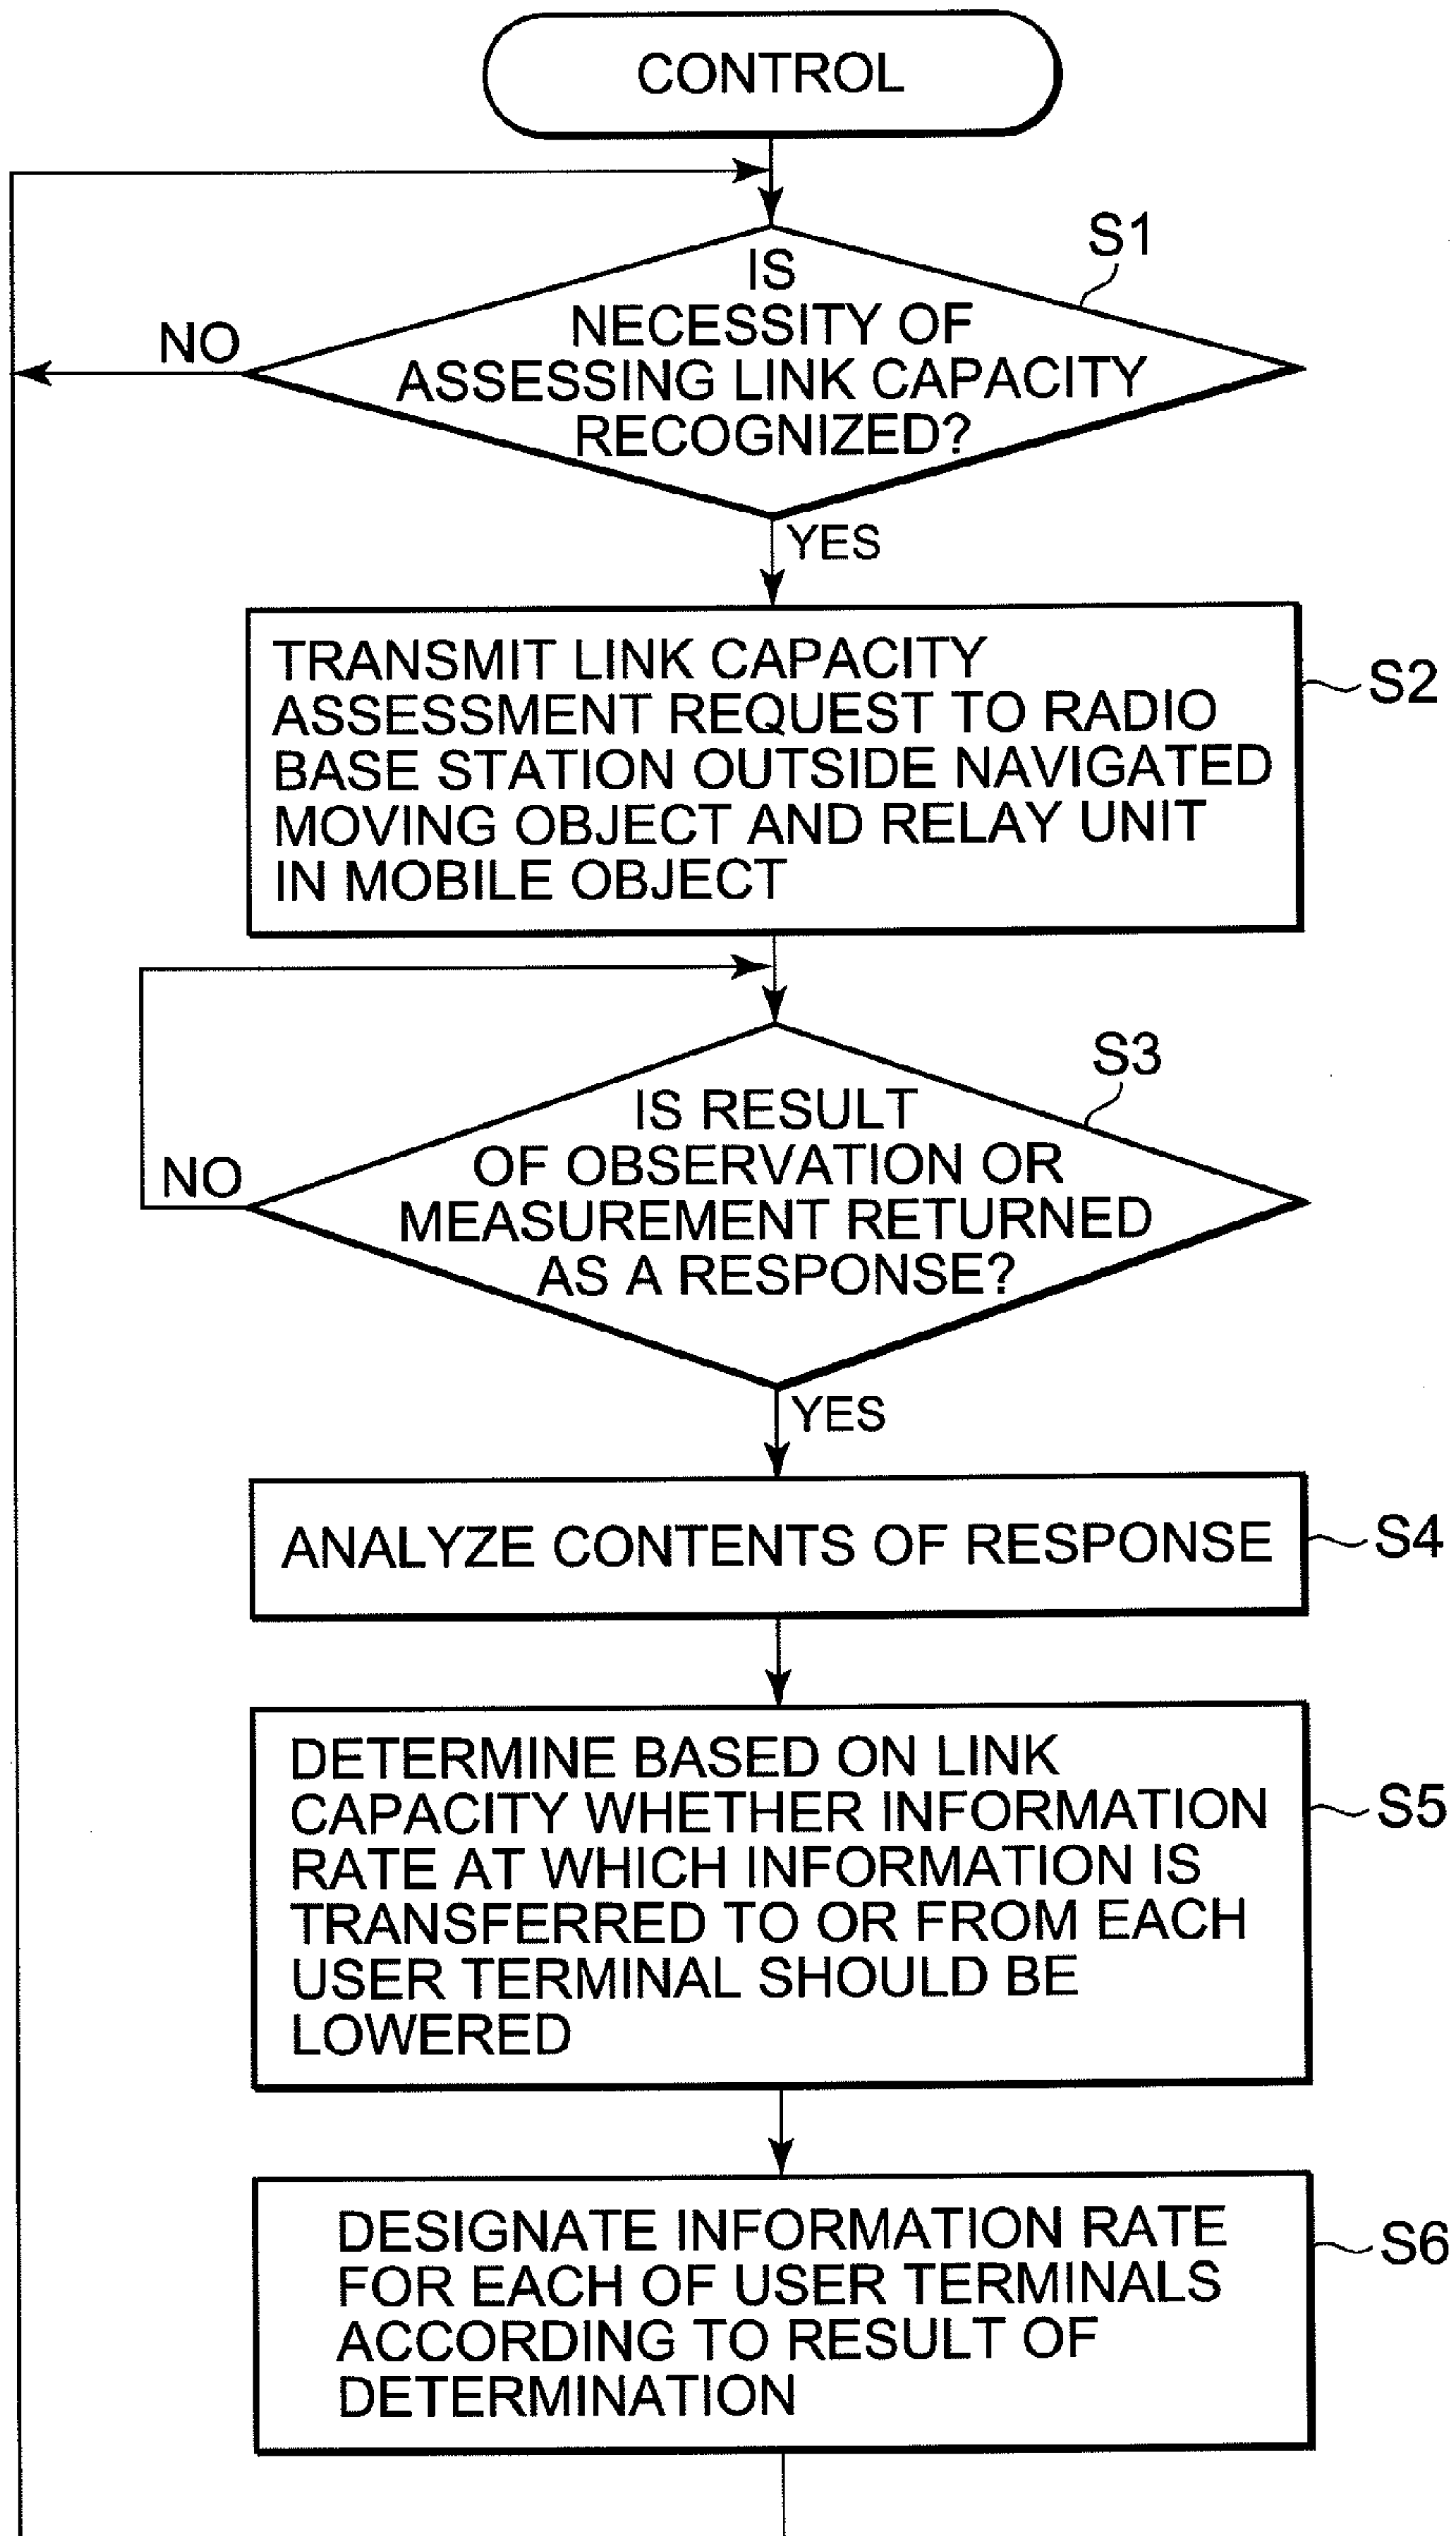 CONTROL
S1
IS
NECESSITY OF
ASSESSING LINK CAPACITY
RECOGNIZED?
NO
YES
TRANSMIT LINK CAPACITY
ASSESSMENT REQUEST TO RADIO
BASE STATION OUTSIDE NAVIGATED
MOVING OBJECT AND RELAY UNIT
IN MOBILE OBJECT
S2
S3
IS RESULT
OF OBSERVATION OR
MEASUREMENT RETURNED
AS A RESPONSE?
NO
YES
ANALYZE CONTENTS OF RESPONSE
S4
DETERMINE BASED ON LINK
CAPACITY WHETHER INFORMATION
RATE AT WHICH INFORMATION IS
TRANSFERRED TO OR FROM EACH
USER TERMINAL SHOULD BE
LOWERED
S5
DESIGNATE INFORMATION RATE
FOR EACH OF USER TERMINALS
ACCORDING TO RESULT OF
DETERMINATION
S6